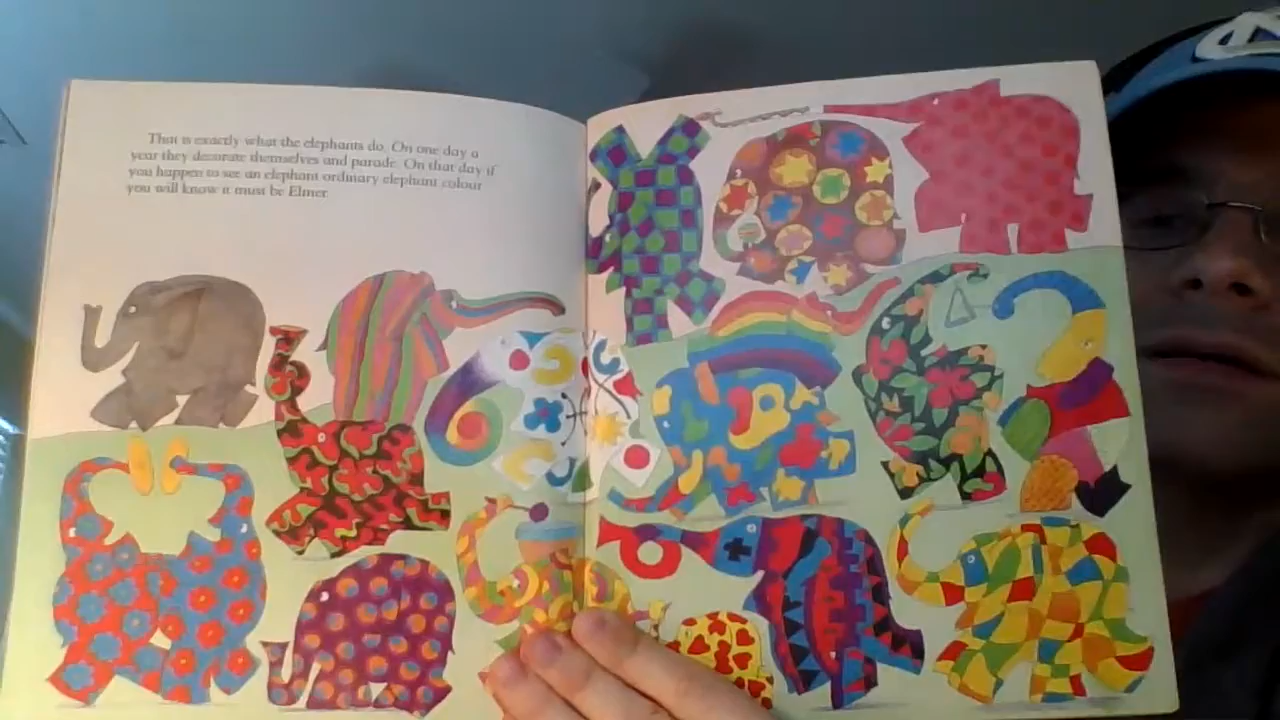 That is exactly what the elephants do. On one day a
year they decorate themselves and parade. On that day if
you happen to see an elephant ordinary elephant colour
you will know it must be Elmer.